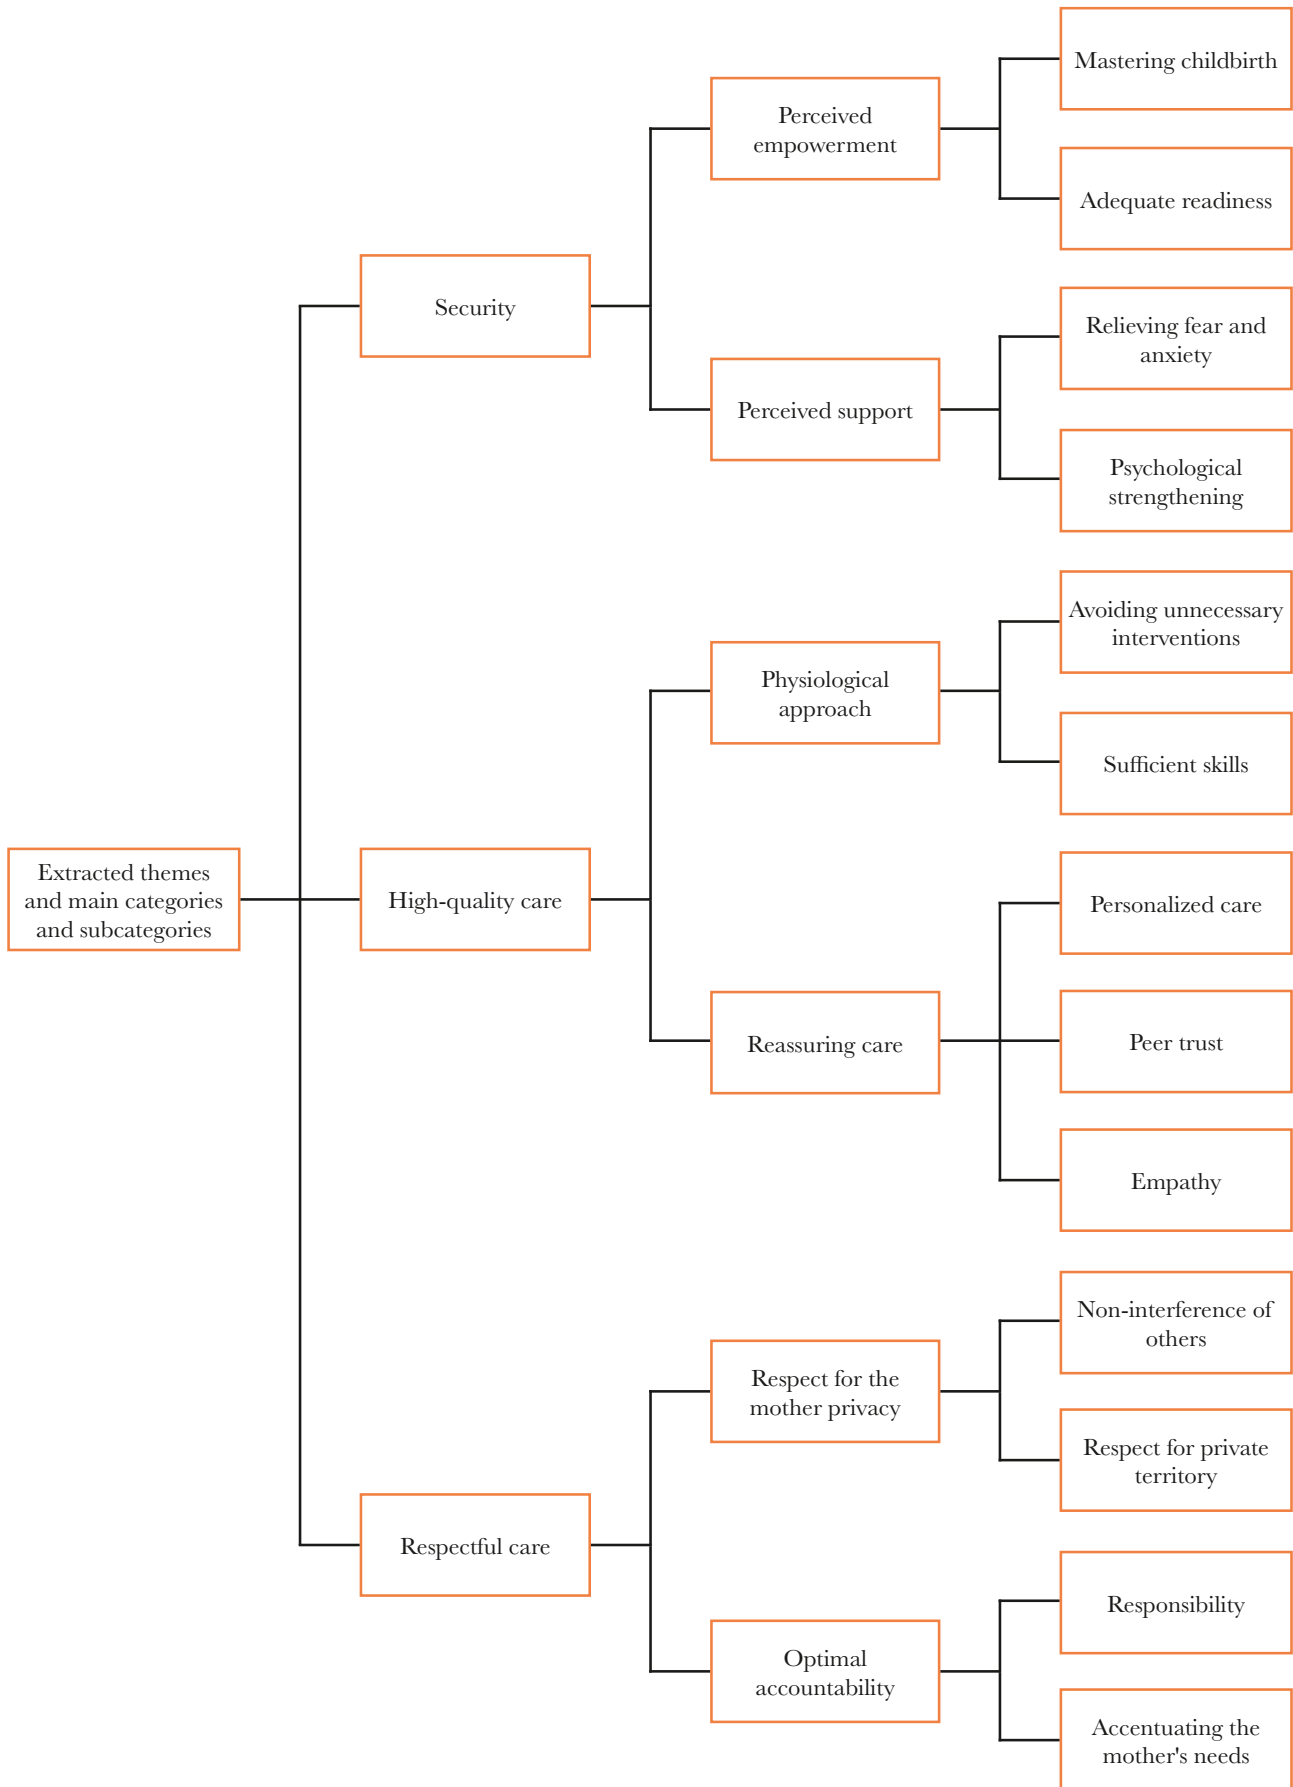 Extracted themes
and main categories
and subcategories
Security
Perceived
empowerment
Mastering childbirth
Adequate readiness
Perceived support
Relieving fear and
anxiety
Psychological
strengthening
High-quality care
Physiological
approach
Avoiding unnecessary
interventions
Sufficient skills
Reassuring care
Personalized care
Peer trust
Empathy
Respectful care
Respect for the
mother privacy
Non-interference of
others
Respect for private
territory
Optimal
accountability
Responsibility
Accentuating the
mother's needs